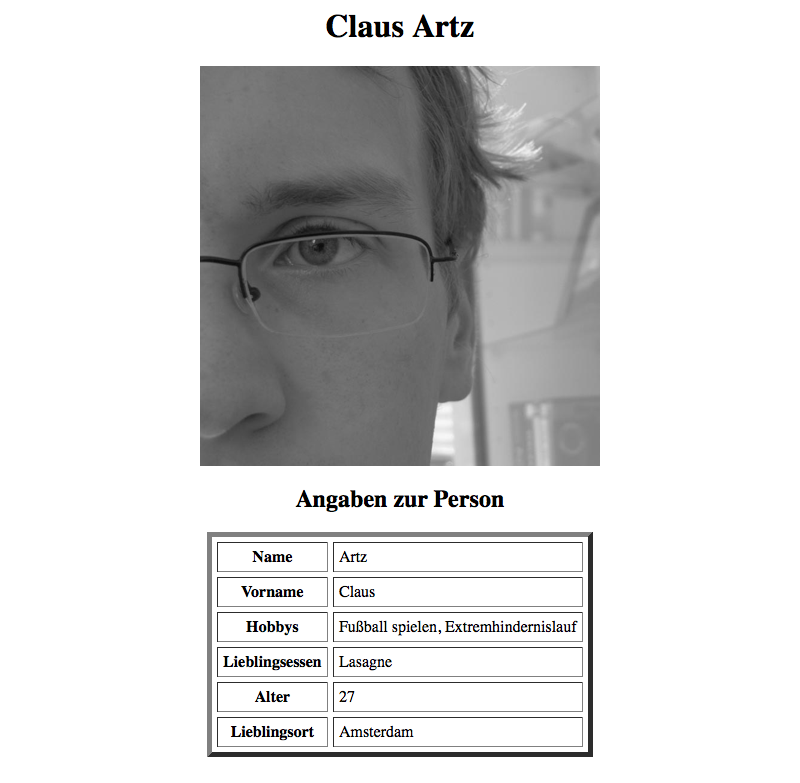 Claus Artz
Angaben zur Person
Name Artz
Vorname Claus
Hobbys Fußball spielen, Extremhindernislauf
Lieblingsessen Lasagne
Alter 27
Lieblingsort Amsterdam